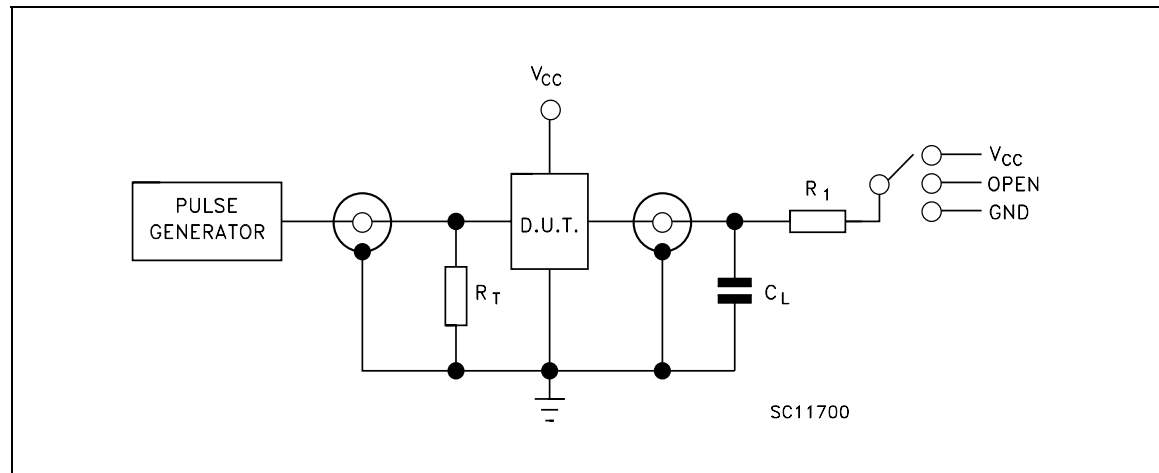 VCC
PULSE
GENERATOR
D.U.T.
RT
CL
R1
VCC
OPEN
GND
SC11700